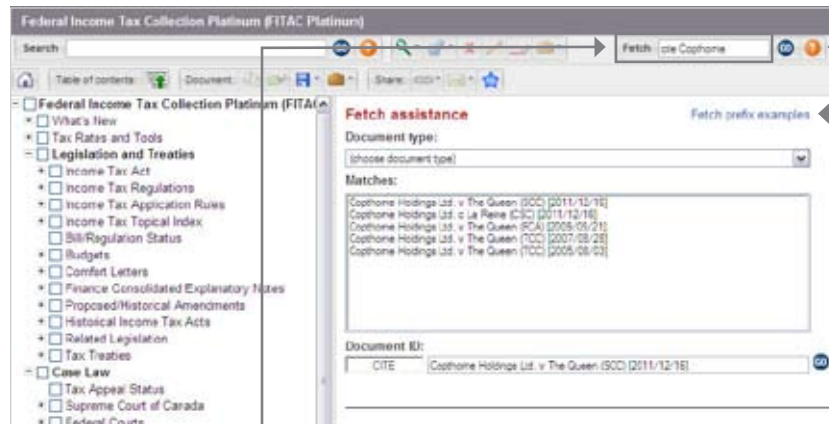 Federal Income Tax Collection Platinum (FITAC Platinum)
Search GO Fetch cite Copthorne GO
Table of contents: Document: Share:
Federal Income Tax Collection Platinum (FITAC
What's New
Tax Rates and Tools
Legislation and Treaties
Income Tax Act
Income Tax Regulations
Income Tax Application Rules
Income Tax Topical Index
Bill/Regulation Status
Budgets
Comfort Letters
Finance Consolidated Explanatory Notes
Proposed/Historical Amendments
Historical Income Tax Acts
Related Legislation
Tax Treaties
Case Law
Tax Appeal Status
Supreme Court of Canada
Federal Courts
Fetch assistance Fetch prefix examples
Document type:
(choose document type)
Matches:
Copthorne Holdings Ltd. v The Queen (SCC) [2011/12/16]
Copthorne Holdings Ltd. c La Reine (CSC) [2011/12/16]
Copthorne Holdings Ltd. v The Queen (FCA) [2009/05/21]
Copthorne Holdings Ltd. v The Queen (TCC) [2007/08/28]
Copthorne Holdings Ltd. v The Queen (TCC)
Document ID:
CITE Copthorne Holdings Ltd. v The Queen (SCC) [2011/12/16] GO